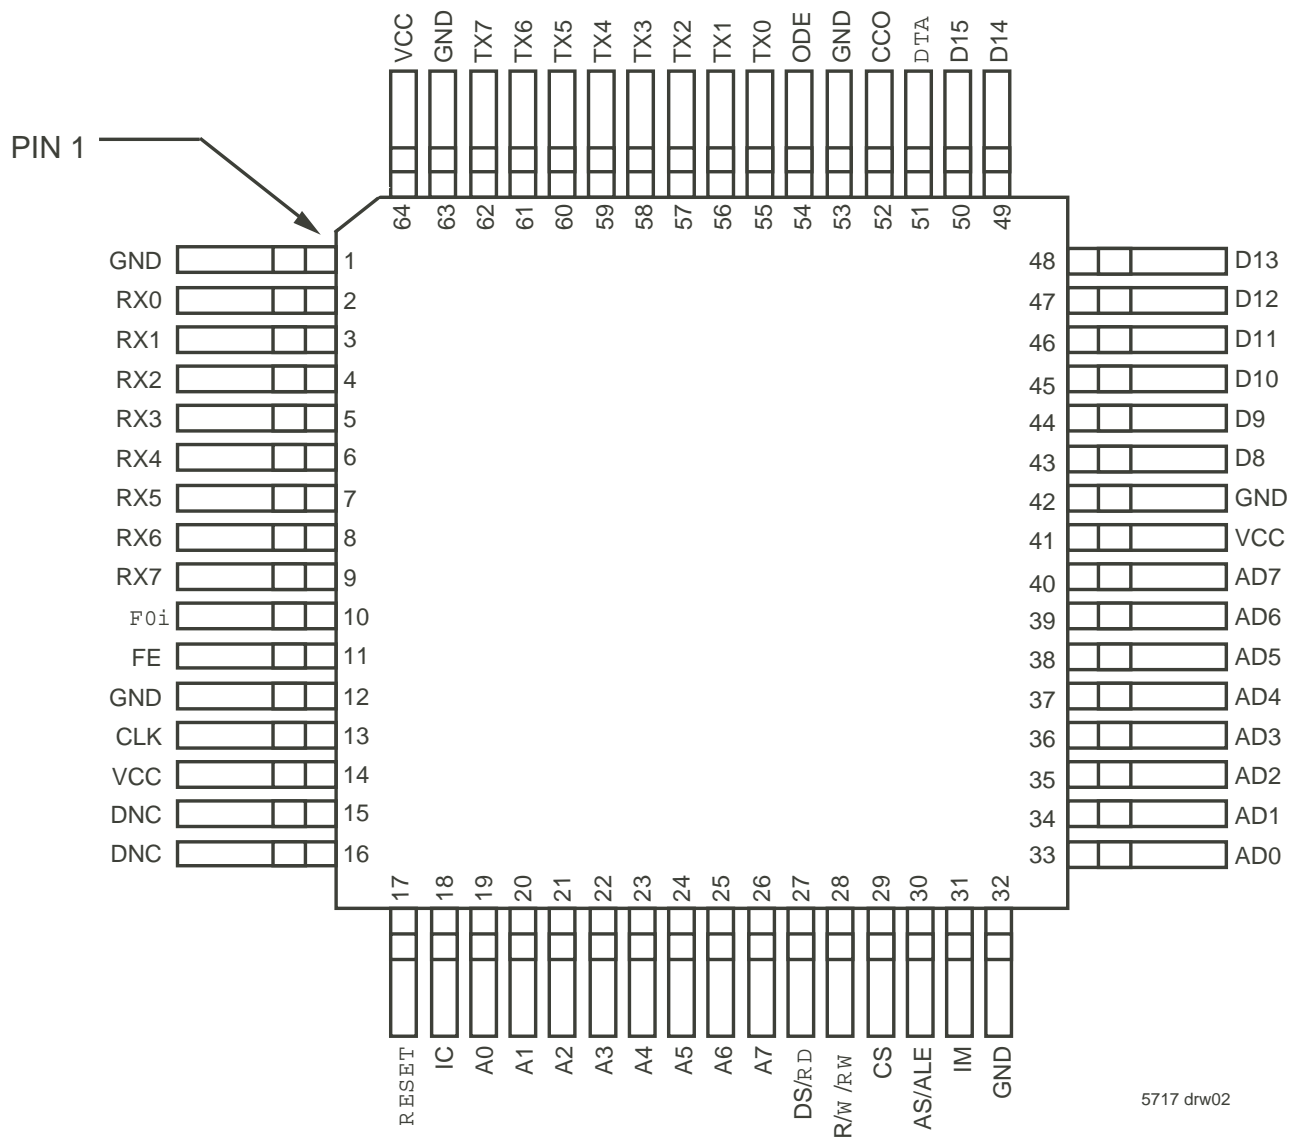 VCC
GND
TX7
TX6
TX5
TX4
TX3
TX2
TX1
TX0
ODE
GND
CCO
DTA
D15
D14
PIN 1
64
63
62
61
60
59
58
57
56
55
54
53
52
51
50
49
GND 1
RX0 2
RX1 3
RX2 4
RX3 5
RX4 6
RX5 7
RX6 8
RX7 9
F0i 10
FE 11
GND 12
CLK 13
VCC 14
DNC 15
DNC 16
48 D13
47 D12
46 D11
45 D10
44 D9
43 D8
42 GND
41 VCC
40 AD7
39 AD6
38 AD5
37 AD4
36 AD3
35 AD2
34 AD1
33 AD0
17
18
19
20
21
22
23
24
25
26
27
28
29
30
31
32
RESET
IC
A0
A1
A2
A3
A4
A5
A6
A7
DS/RD
R/W /RW
CS
AS/ALE
IM
GND
5717 drw02